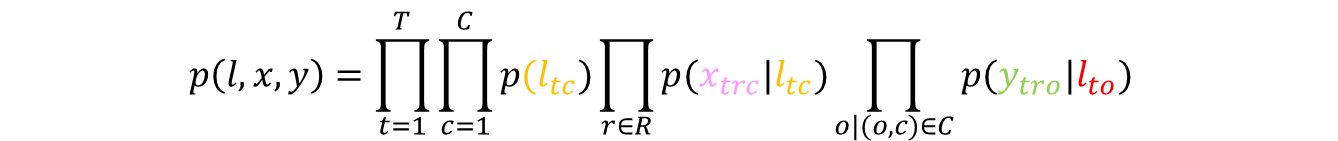 p(l, x, y) = ∏_{t=1}^{T} ∏_{c=1}^{C} p(l_{tc}) ∏_{r∈R} p(x_{trc}|l_{tc}) ∏_{o|(o,c)∈C} p(y_{tro}|l_{to})